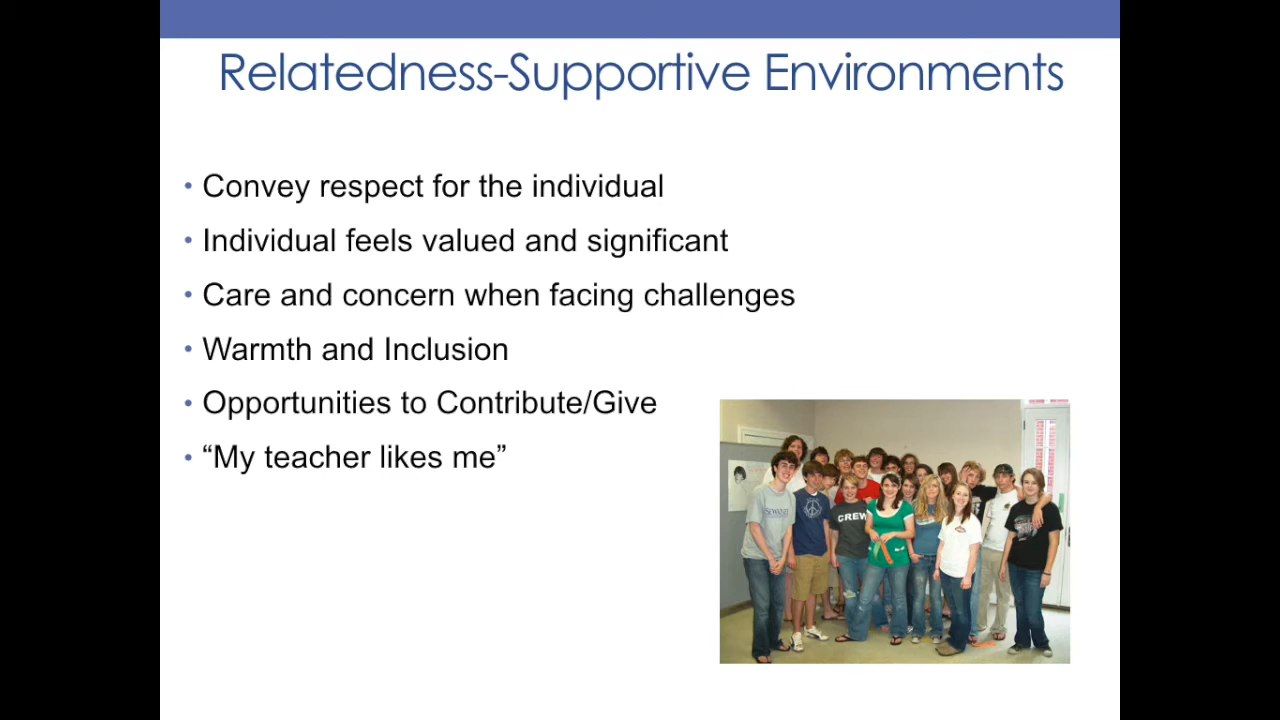 Relatedness-Supportive Environments
• Convey respect for the individual
• Individual feels valued and significant
• Care and concern when facing challenges
• Warmth and Inclusion
• Opportunities to Contribute/Give
• “My teacher likes me”
CREW